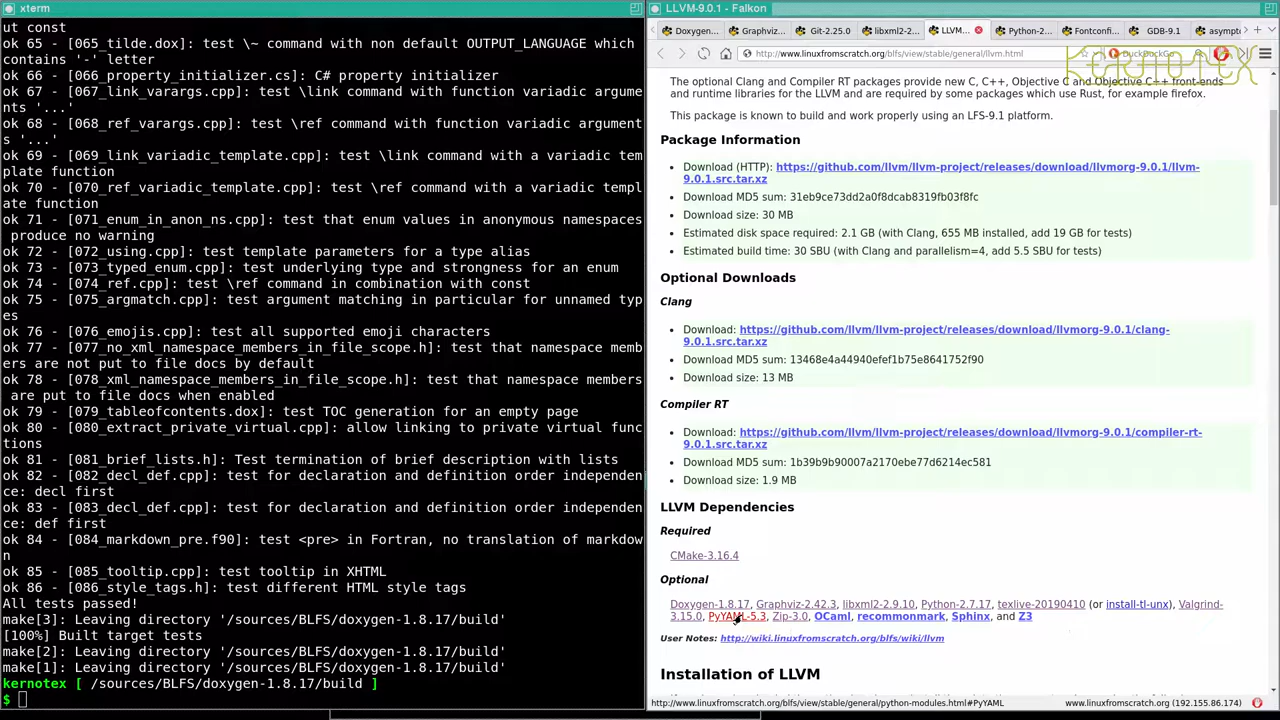 xterm
ut const
ok 65 - [065_tilde.dox]: test \~ command with non default OUTPUT_LANGUAGE which
contains '-' letter
ok 66 - [066_property_initializer.cs]: C# property initializer
ok 67 - [067_link_varargs.cpp]: test \link command with function variadic argume
nts '...'
ok 68 - [068_ref_varargs.cpp]: test \ref command with function variadic argument
s '...'
ok 69 - [069_link_variadic_template.cpp]: test \link command with a variadic tem
plate function
ok 70 - [070_ref_variadic_template.cpp]: test \ref command with a variadic templ
ate function
ok 71 - [071_enum_in_anon_ns.cpp]: test that enum values in anonymous namespaces
produce no warning
ok 72 - [072_using.cpp]: test template parameters for a type alias
ok 73 - [073_typed_enum.cpp]: test underlying type and strongness for an enum
ok 74 - [074_ref.cpp]: test \ref command in combination with const
ok 75 - [075_argmatch.cpp]: test argument matching in particular for unnamed typ
es
ok 76 - [076_emojis.cpp]: test all supported emoji characters
ok 77 - [077_no_xml_namespace_members_in_file_scope.h]: test that namespace memb
ers are not put to file docs by default
ok 78 - [078_xml_namespace_members_in_file_scope.h]: test that namespace members
are put to file docs when enabled
ok 79 - [079_tableofcontents.dox]: test TOC generation for an empty page
ok 80 - [080_extract_private_virtual.cpp]: allow linking to private virtual func
tions
ok 81 - [081_brief_lists.h]: Test termination of brief description with lists
ok 82 - [082_decl_def.cpp]: test for declaration and definition order independen
ce: decl first
ok 83 - [083_decl_def.cpp]: test for declaration and definition order independen
ce: def first
ok 84 - [084_markdown_pre.f90]: test <pre> in Fortran, no translation of markdow
n
ok 85 - [085_tooltip.cpp]: test tooltip in XHTML
ok 86 - [086_style_tags.h]: test different HTML style tags
All tests passed!
make[3]: Leaving directory '/sources/BLFS/doxygen-1.8.17/build'
[100%] Built target tests
make[2]: Leaving directory '/sources/BLFS/doxygen-1.8.17/build'
make[1]: Leaving directory '/sources/BLFS/doxygen-1.8.17/build'
kernotex [ /sources/BLFS/doxygen-1.8.17/build ]
$
LLVM-9.0.1 - Falkon
Doxygen... Graphviz... Git-2.25.0 libxml2-... LLVM... Python-2... Fontconfi... GDB-9.1 asympto
http://www.linuxfromscratch.org/blfs/view/stable/general/llvm.html DuckDuckGo
KERNOTEX
The optional Clang and Compiler RT packages provide new C, C++, Objective C and Objective C++ front-ends
and runtime libraries for the LLVM and are required by some packages which use Rust, for example firefox.
This package is known to build and work properly using an LFS-9.1 platform.
Package Information
• Download (HTTP): https://github.com/llvm/llvm-project/releases/download/llvmorg-9.0.1/llvm-
9.0.1.src.tar.xz
• Download MD5 sum: 31eb9ce73dd2a0f8dcab8319fb03f8fc
• Download size: 30 MB
• Estimated disk space required: 2.1 GB (with Clang, 655 MB installed, add 19 GB for tests)
• Estimated build time: 30 SBU (with Clang and parallelism=4, add 5.5 SBU for tests)
Optional Downloads
Clang
• Download: https://github.com/llvm/llvm-project/releases/download/llvmorg-9.0.1/clang-
9.0.1.src.tar.xz
• Download MD5 sum: 13468e4a44940efef1b75e8641752f90
• Download size: 13 MB
Compiler RT
• Download: https://github.com/llvm/llvm-project/releases/download/llvmorg-9.0.1/compiler-rt-
9.0.1.src.tar.xz
• Download MD5 sum: 1b39b9b90007a2170ebe77d6214ec581
• Download size: 1.9 MB
LLVM Dependencies
Required
CMake-3.16.4
Optional
Doxygen-1.8.17, Graphviz-2.42.3, libxml2-2.9.10, Python-2.7.17, texlive-20190410 (or install-tl-unx), Valgrind-
3.15.0, PyYAML-5.3, Zip-3.0, OCaml, recommonmark, Sphinx, and Z3
User Notes: http://wiki.linuxfromscratch.org/blfs/wiki/llvm
Installation of LLVM
http://www.linuxfromscratch.org/blfs/view/stable/general/python-modules.html#PyYAML www.linuxfromscratch.org (192.155.86.174)